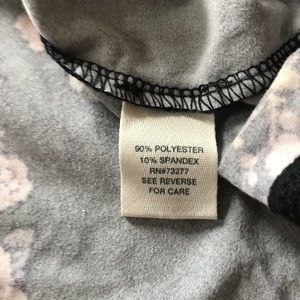 90% POLYESTER
10% SPANDEX
RN#73277
SEE REVERSE
FOR CARE